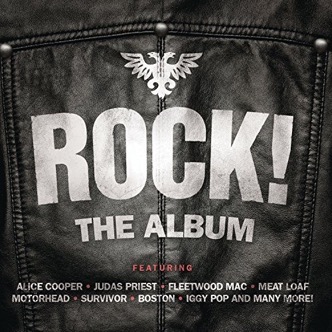 ROCK!
THE ALBUM
FEATURING
ALICE COOPER • JUDAS PRIEST • FLEETWOOD MAC • MEAT LOAF
MOTORHEAD • SURVIVOR • BOSTON • IGGY POP AND MANY MORE!